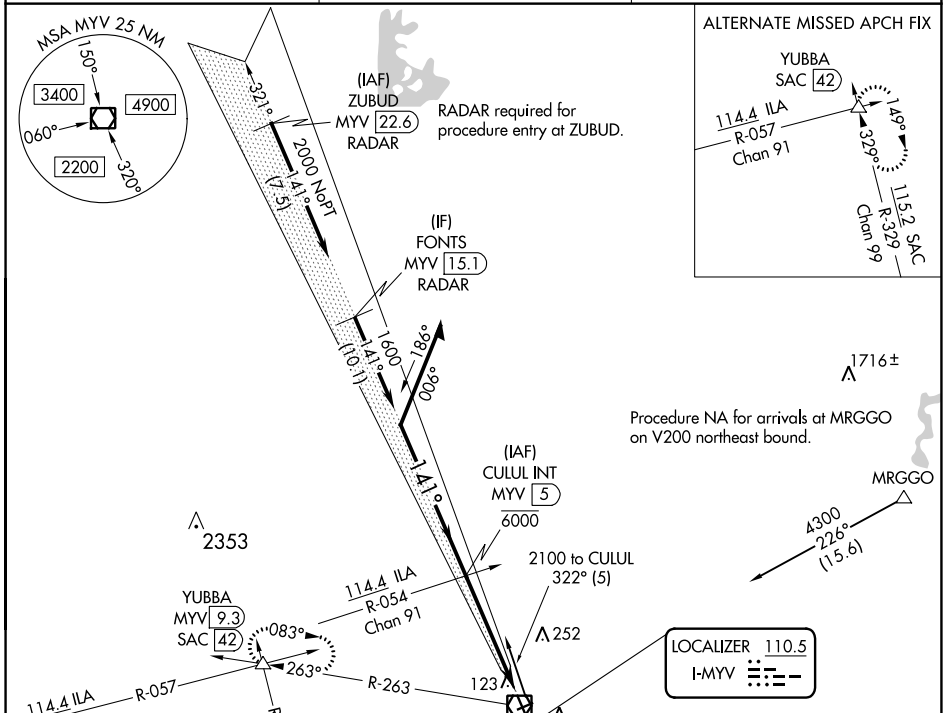 MSA MYV 25 NM
150°
3400
4900
060°
2200
320°
321°
(IAF)
ZUBUD
MYV 22.6
RADAR
RADAR required for
procedure entry at ZUBUD.
2000 NoPT
141°
(7.5)
(IF)
FONTS
MYV 15.1
RADAR
1600
141°
(10.1)
186°
006°
141°
(IAF)
CULUL INT
MYV 5
6000
2100 to CULUL
322° (5)
ALTERNATE MISSED APCH FIX
YUBBA
SAC 42
114.4 ILA
R-057
Chan 91
149°
329°
115.2 SAC
R-329
Chan 99
1716±
Procedure NA for arrivals at MRGGO
on V200 northeast bound.
MRGGO
4300
226°
(15.6)
2353
114.4 ILA
R-054
Chan 91
YUBBA
MYV 9.3
SAC 42
083°
263°
R-263
252
123
LOCALIZER 110.5
I-MYV
114.4 ILA
R-057